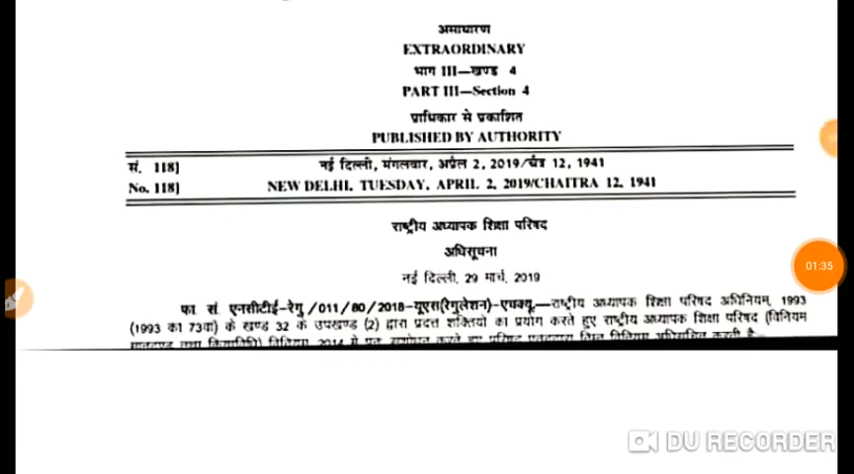 असाधारण
EXTRAORDINARY
भाग III—खण्ड 4
PART III—Section 4
प्राधिकार से प्रकाशित
PUBLISHED BY AUTHORITY
सं. 118] नई दिल्ली, मंगलवार, अप्रैल 2, 2019/चैत्र 12, 1941
No. 118] NEW DELHI, TUESDAY, APRIL 2, 2019/CHAITRA 12, 1941
राष्ट्रीय अध्यापक शिक्षा परिषद
अधिसूचना
नई दिल्ली, 29 मार्च, 2019
01:35
फा. सं. एनसीटीई–रेगु /011/80/2018–यूएस(रेगुलेशन)–एचक्यू.—राष्ट्रीय अध्यापक शिक्षा परिषद अधिनियम, 1993
(1993 का 73वां) के खण्ड 32 के उपखण्ड (2) द्वारा प्रदत्त शक्तियों का प्रयोग करते हुए राष्ट्रीय अध्यापक शिक्षा परिषद (विनियम
2014 में
DU RECORDER